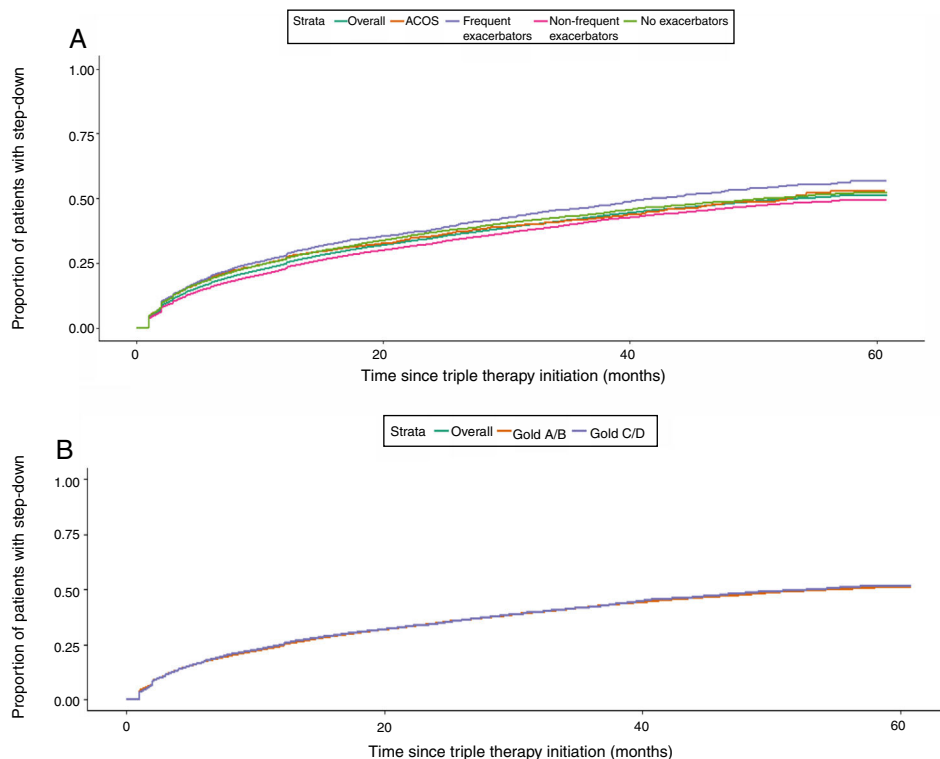 Strata Overall ACOS Frequent exacerbators Non-frequent exacerbators No exacerbators
A
Proportion of patients with step-down
1.00
0.75
0.50
0.25
0.00
0 20 40 60
Time since triple therapy initiation (months)
Strata Overall Gold A/B Gold C/D
B
Proportion of patients with step-down
1.00
0.75
0.50
0.25
0.00
0 20 40 60
Time since triple therapy initiation (months)